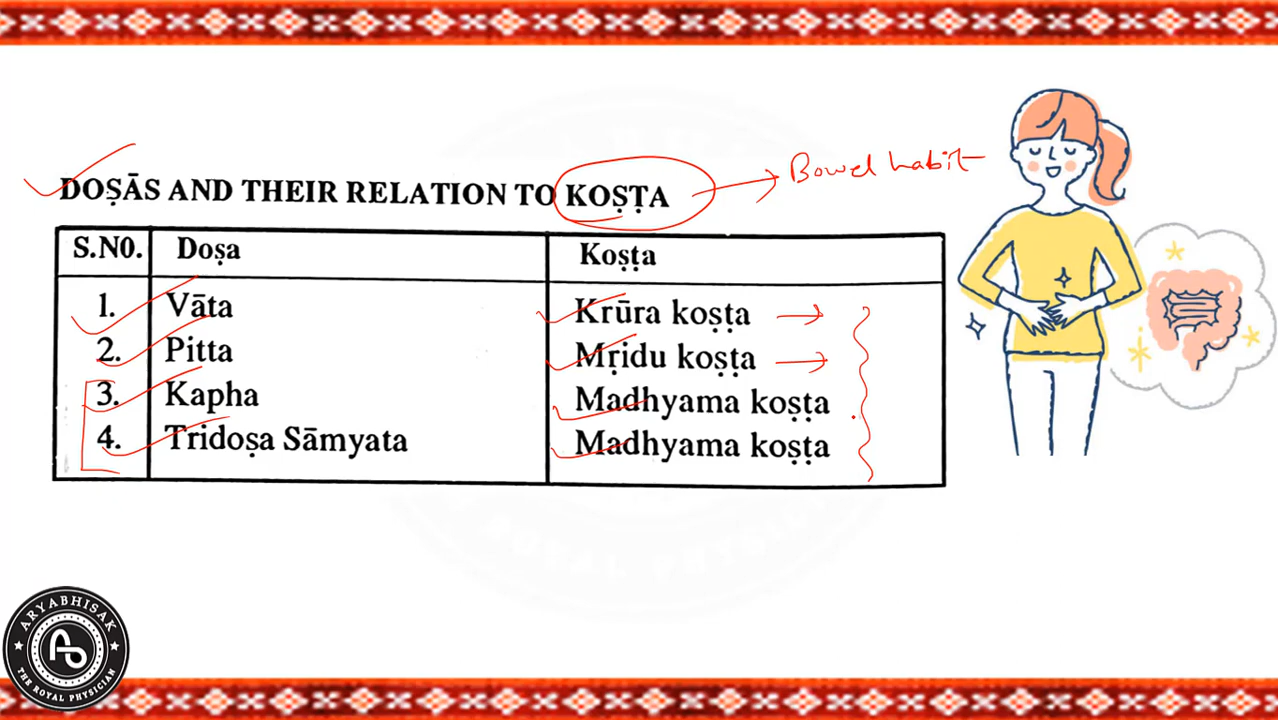 DOṢĀS AND THEIR RELATION TO KOṢṬA → Bowel habit
S.N0. Doṣa Koṣṭa
1. Vāta Krūra koṣṭa →
2. Pitta Mṛidu koṣṭa →
3. Kapha Madhyama koṣṭa
4. Tridoṣa Sāmyata Madhyama koṣṭa
ARYABHISAK
THE ROYAL PHYSICIAN